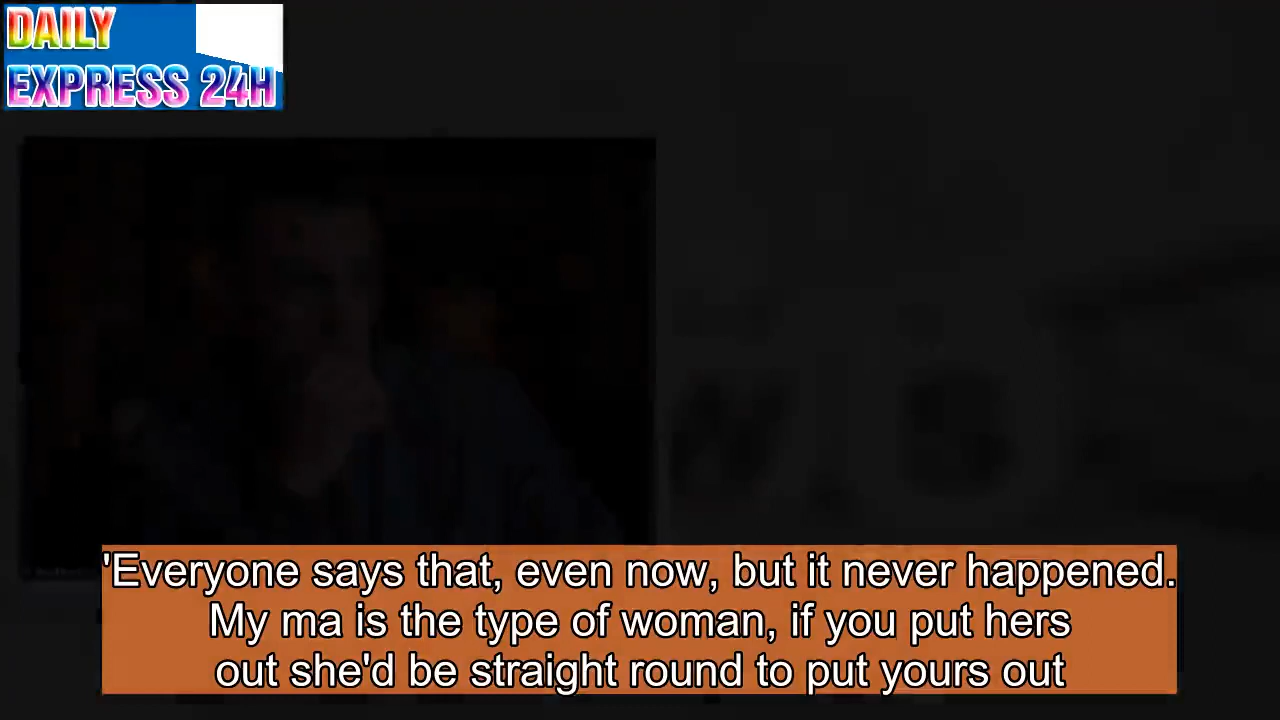 DAILY
EXPRESS 24H
'Everyone says that, even now, but it never happened.
My ma is the type of woman, if you put hers
out she'd be straight round to put yours out